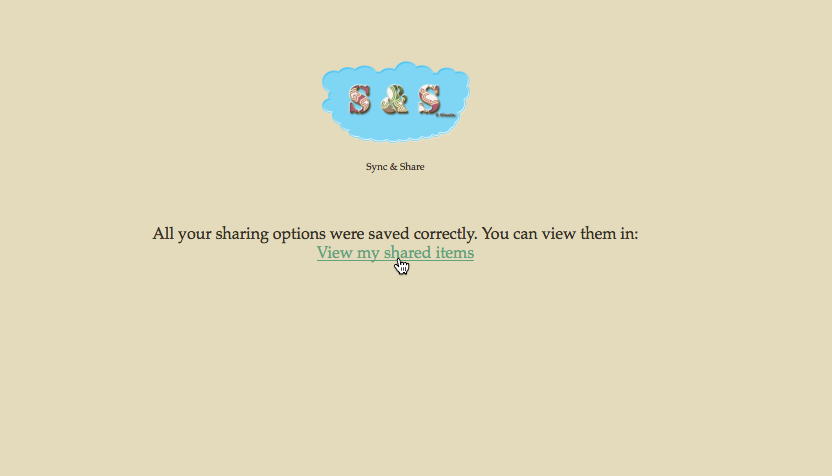 S & S
Sync & Share
All your sharing options were saved correctly. You can view them in:
View my shared items